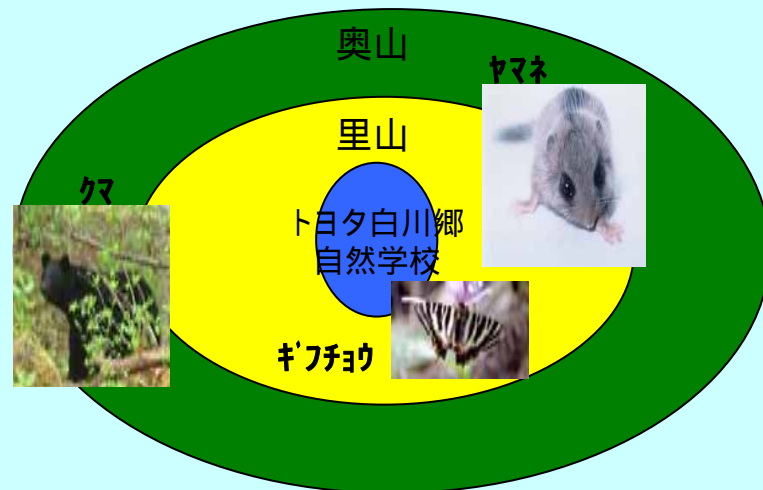 奥山
ﾔﾏﾈ
里山
ｸﾏ
トヨタ白川郷
自然学校
ｷﾞﾌﾁｮｳ